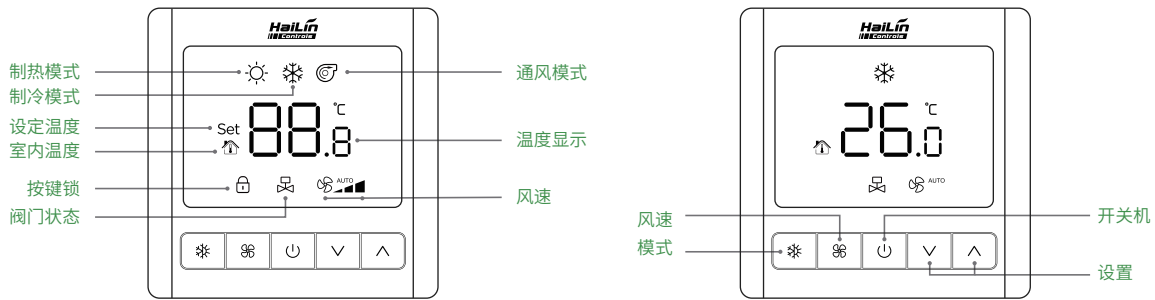 HaiLin
Controls
制热模式
制冷模式
设定温度
室内温度
按键锁
阀门状态
Set
88.8
℃
AUTO
通风模式
温度显示
风速
HaiLin
Controls
26.0
℃
AUTO
风速
模式
开关机
设置